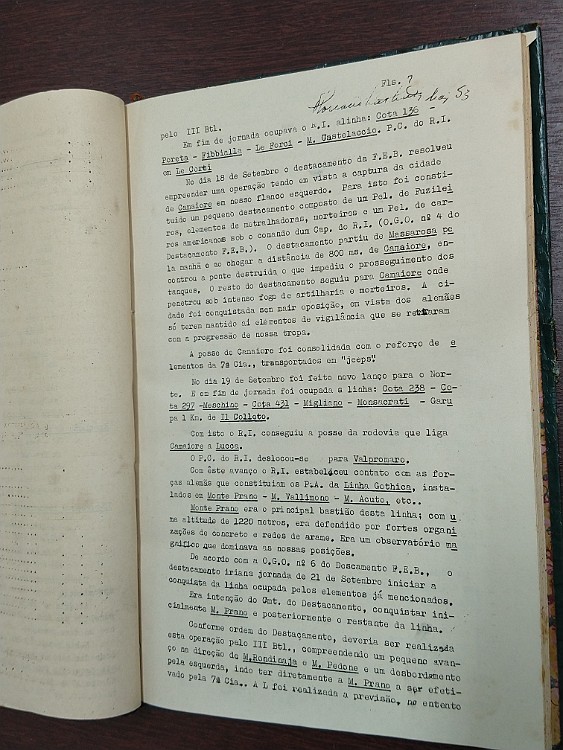 Fls. 7
pelo III Btl.
Em fim de jornada ocupava o R.I. alinha: Cota 136 -
Poreta - Fibbialla - Le Forci - M. Castelaccio. P.C. do R.I.
em Le Corti
No dia 18 de Setembro o destacamento da F.E.B. resolveu
empreender uma operação tendo em vista a captura da cidade
de Camaiore em nosso flanco esquerdo. Para isto foi consti-
tuido um pequeno destacamento composto de um Pel. de Fuzilei
ros, elementos de metralhadoras, morteiros e um Pel. de car-
ros americanos sob o comando dum Cap. do R.I. (O.G.O. nº 4 do
Destacamento F.E.B.). O destacamento partiu de Massarosa pe
la manhã e ao chegar a distância de 800 ms. de Camaiore, en-
controu a ponte destruida o que impediu o prosseguimento dos
tanques. O resto do destacamento seguiu para Camaiore onde
penetrou sob intenso fogo de artilharia e morteiros. A ci-
dade foi conquistada sem maior oposição, em vista dos alemães
só terem mantido aí elementos de vigilância que se retiraram
com a progressão de nossa tropa.
A posse de Camaiore foi consolidada com o reforço de e
lementos da 7ª Cia., transportados en "jeeps"
No dia 19 de Setembro foi feito novo lanço para o Nor-
te. E em fim de jornada foi ocupada a linha: Cota 238 - Co-
ta 297 -Meschino - Cota 431 - Migliano - Monsacrati - Garu
pa 1 Km. de Il Colleto.
Com isto o R.I. conseguiu a posse da rodovia que liga
Camaiore a Lucca.
O P.C. do R.I. deslocou-se para Valpromaro.
Com êste avanço o R.I. estabeleceu contato com as for-
ças alemãs que constituiam os P.A. da Linha Gothica, insta-
lados em Monte Prano - M. Vallimono - M. Acuto, etc..
Monte Prano era o principal bastião desta linha; com u
ma altitude de 1220 metros, era defendido por fortes organi
zações de concreto e redes de arame. Era um observatório ma
gnifico que dominava as nossas posições.
De acordo com a O.G.O. nº 6 do Doscamento F.E.B., o
destacamento iria na jornada de 21 de Setembro iniciar a
conquista da linha ocupada pelos elementos já mencionados.
Era intenção do Cmt. do Destacamento, conquistar ini-
cialmente M. Prano e posteriormente o restante da linha.
Conforme ordem do Destacamento, deveria ser realizada
esta operação pelo III Btl., compreendendo um pequeno avan-
ço na direção do M.Rondinaja e M. Pedone e um desbordamento
pela esquerda, indo ter diretamente a M. Prano a ser efeti-
vado pela 7ª Cia.. A L foi realizada a previsão, no entento